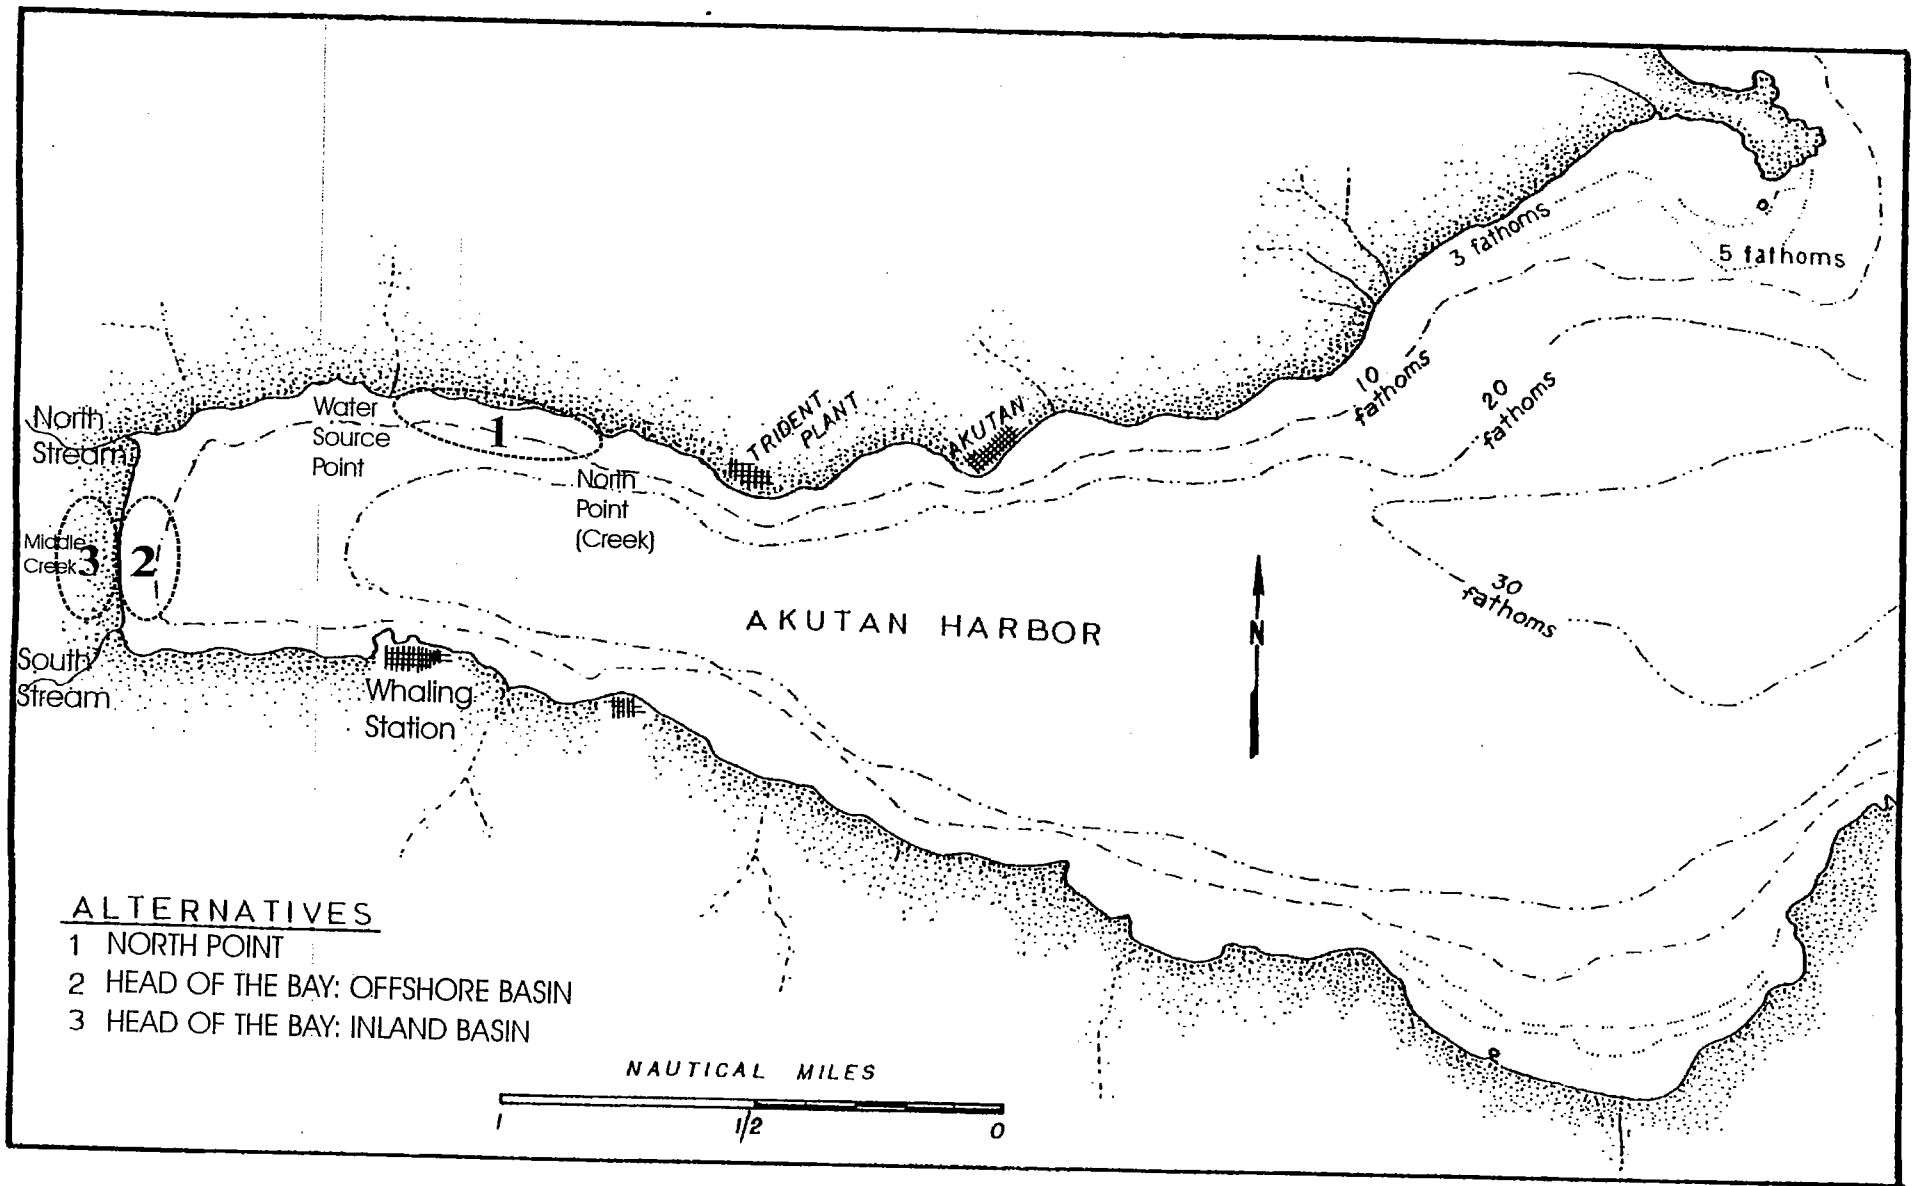 3 fathoms
5 fathoms
10
fathoms
20
fathoms
North
Stream
Water
Source
Point
1
TRIDENT
PLANT
AKUTAN
North
Point
(Creek)
Middle
Creek
3
2
30
fathoms
AKUTAN HARBOR
N
South
Stream
Whaling
Station
ALTERNATIVES
1 NORTH POINT
2 HEAD OF THE BAY: OFFSHORE BASIN
3 HEAD OF THE BAY: INLAND BASIN
NAUTICAL MILES
1 1/2 0